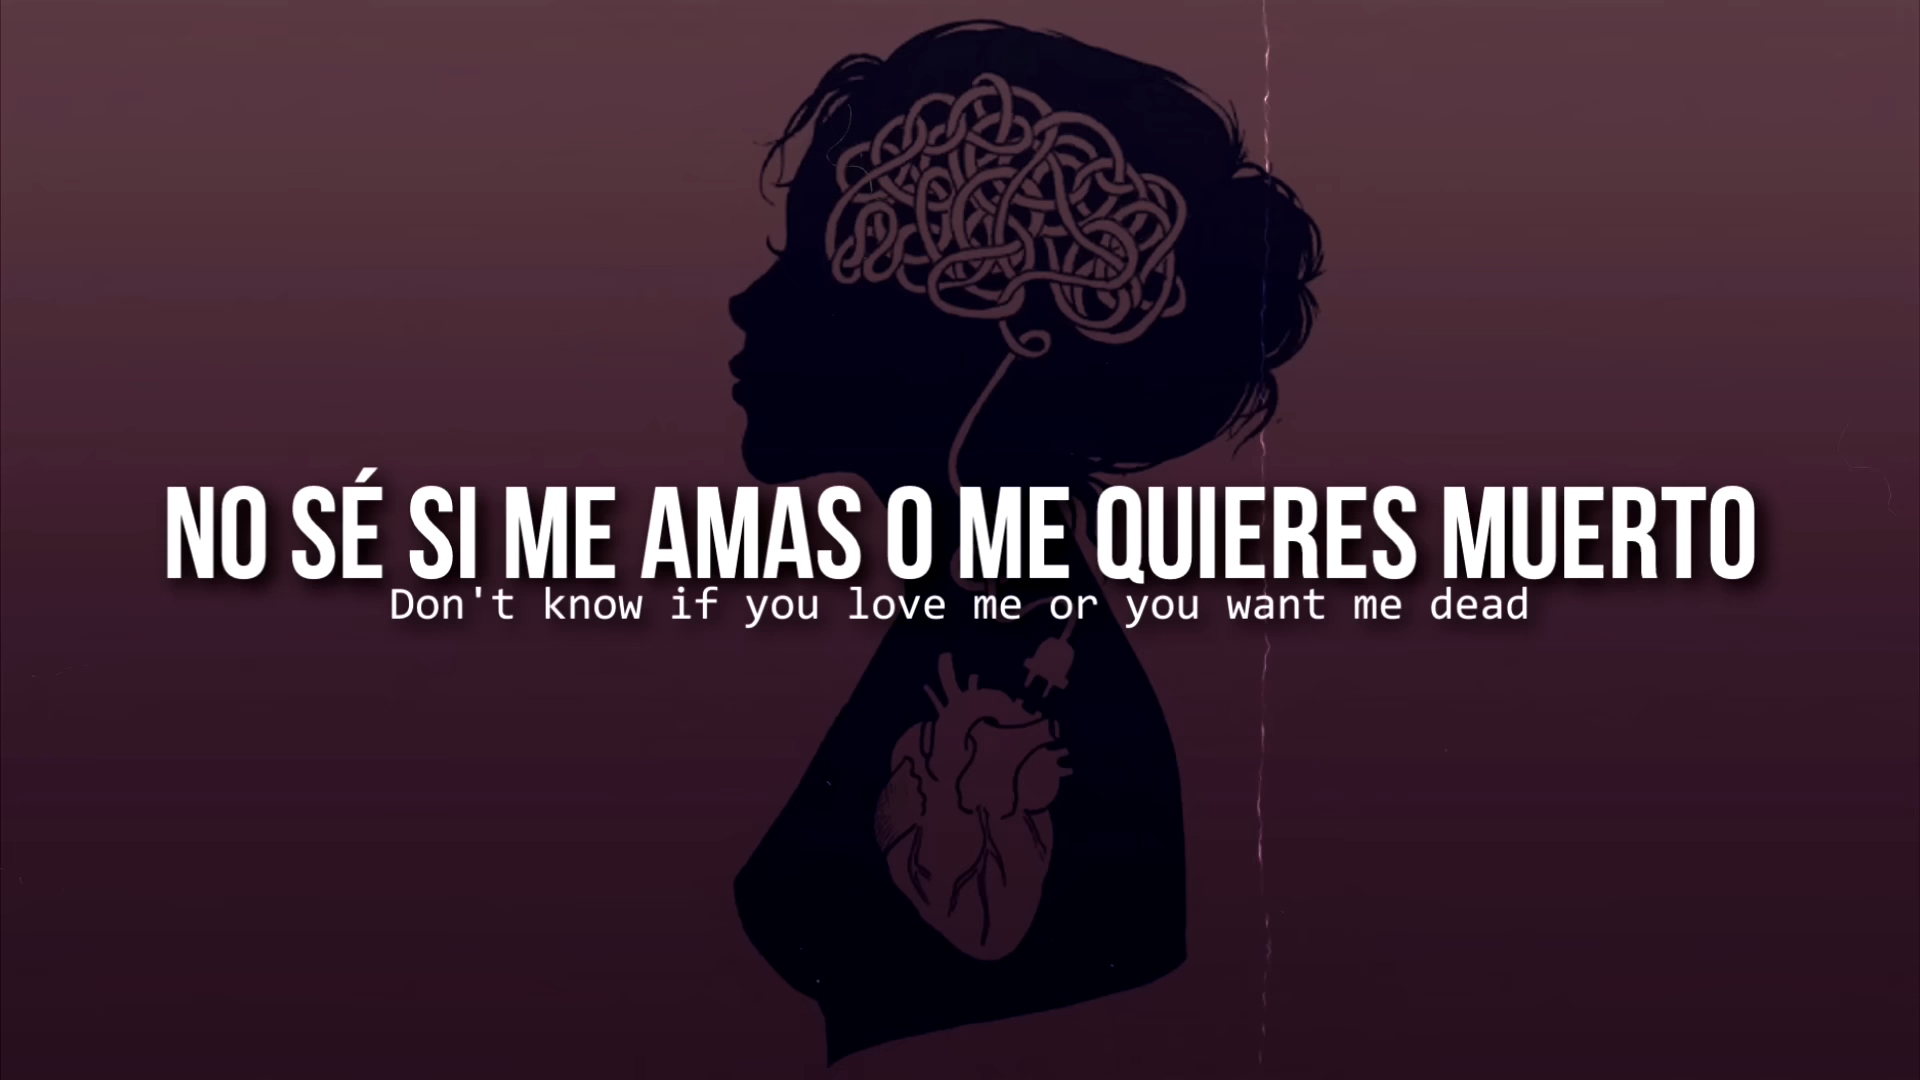 NO SÉ SI ME AMAS O ME QUIERES MUERTO
Don't know if you love me or you want me dead